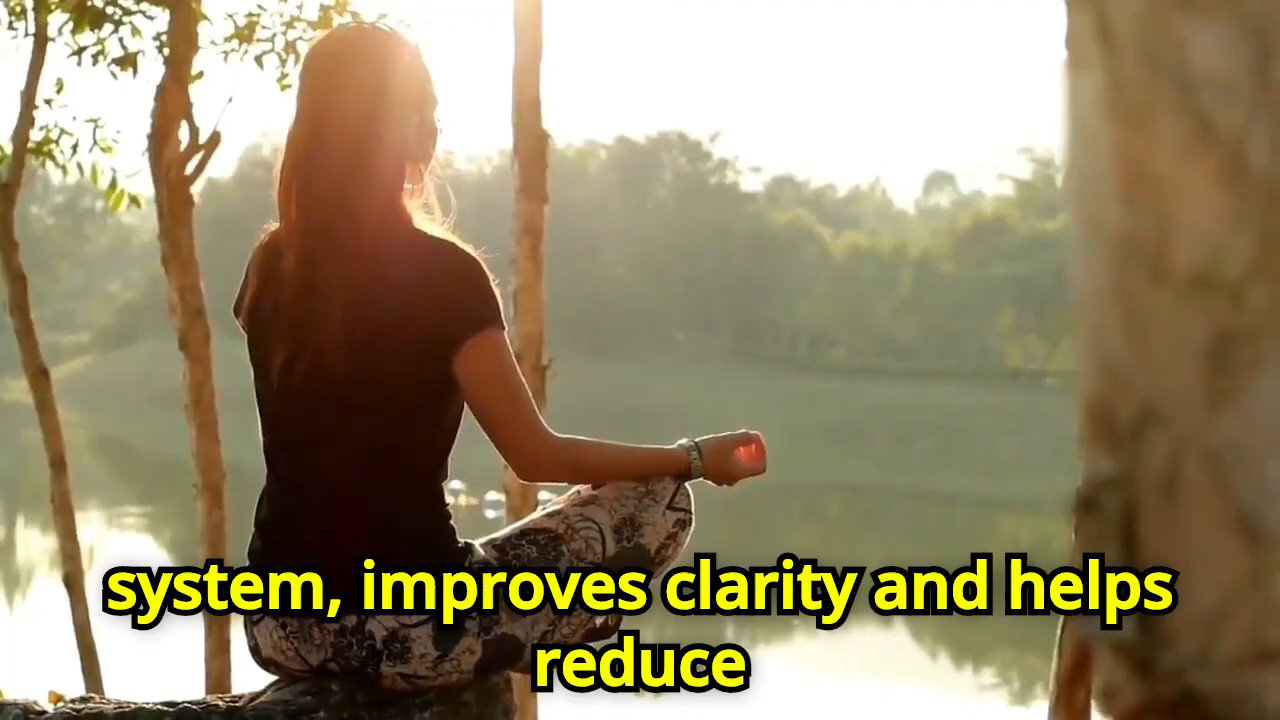 system, improves clarity and helps
reduce